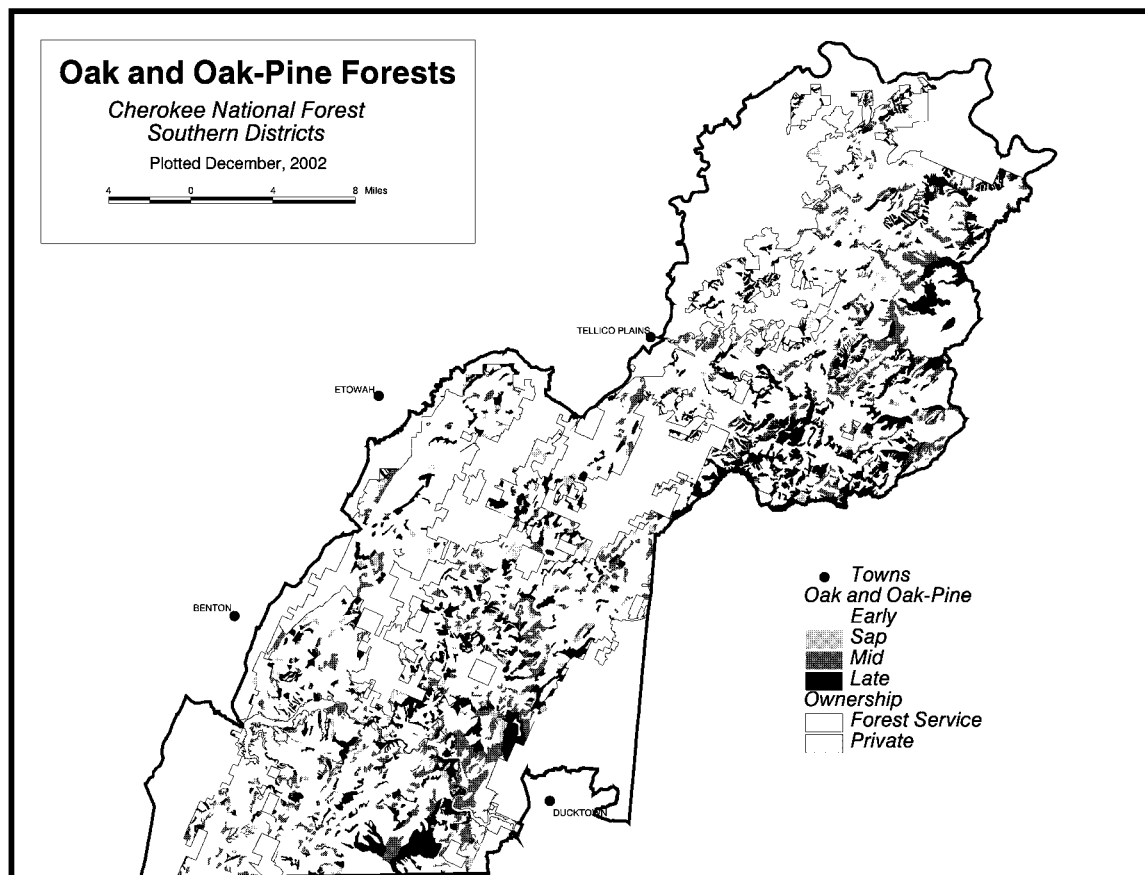 Oak and Oak-Pine Forests
Cherokee National Forest
Southern Districts
Plotted December, 2002
4 0 4 8 Miles
TELLICO PLAINS
ETOWAH
BENTON
DUCKTOWN
Towns
Oak and Oak-Pine
Early
Sap
Mid
Late
Ownership
Forest Service
Private